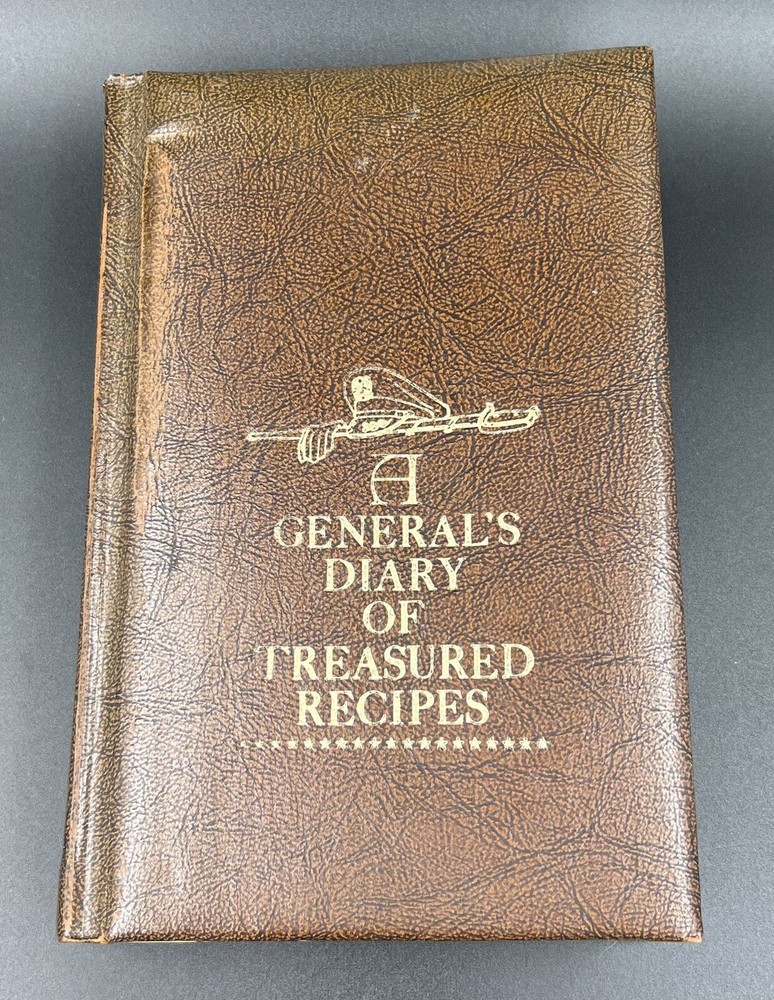 A
GENERAL'S
DIARY
OF
TREASURED
RECIPES